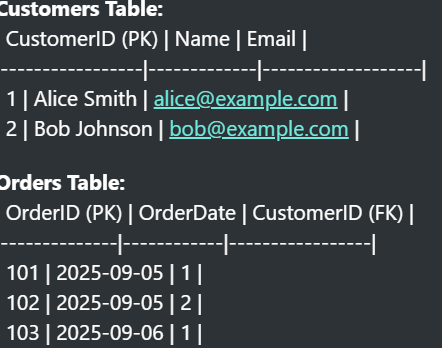 Customers Table:
CustomerID (PK) | Name | Email |
-----------------|-------------|-------------------|
1 | Alice Smith | alice@example.com |
2 | Bob Johnson | bob@example.com |
Orders Table:
OrderID (PK) | OrderDate | CustomerID (FK) |
--------------|------------|-----------------|
101 | 2025-09-05 | 1 |
102 | 2025-09-05 | 2 |
103 | 2025-09-06 | 1 |